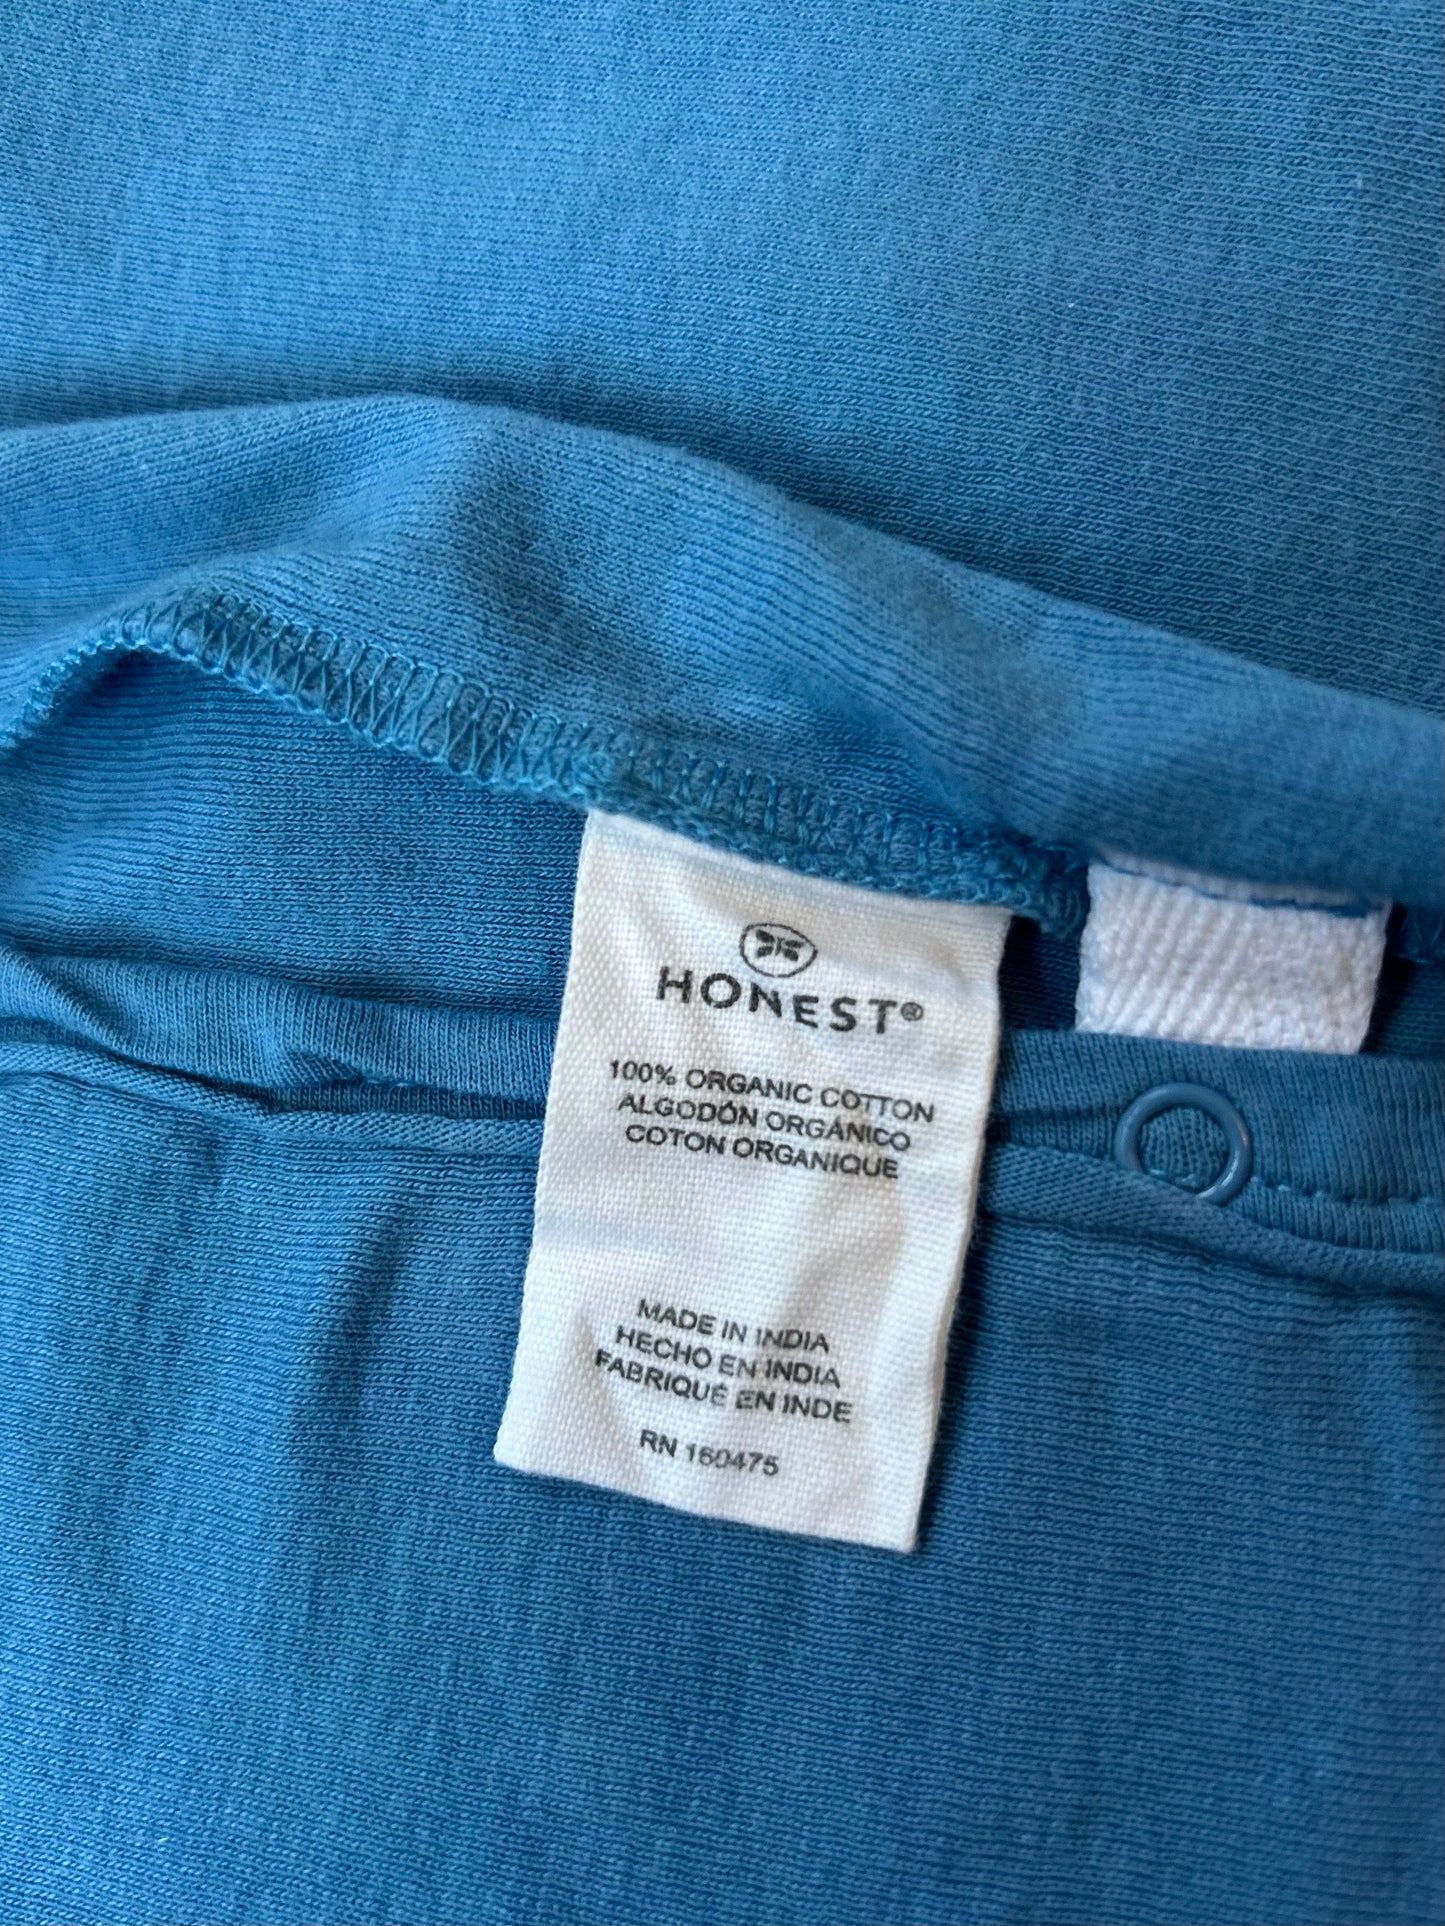 HONEST®
100% ORGANIC COTTON
ALGODÓN ORGÁNICO
COTON ORGANIQUE
MADE IN INDIA
HECHO EN INDIA
FABRIQUÉ EN INDE
RN 160475